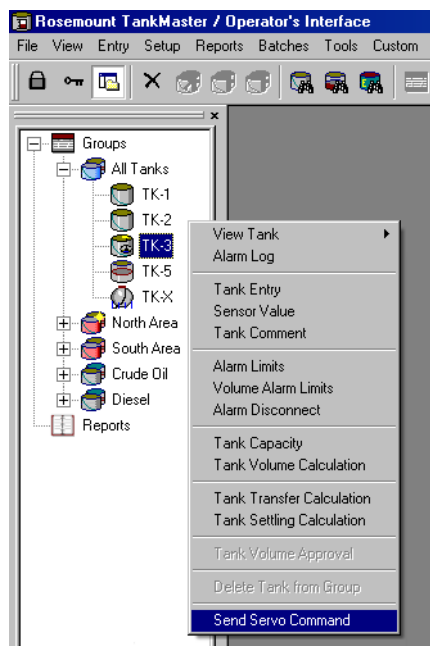 Rosemount TankMaster / Operator's Interface
File View Entry Setup Reports Batches Tools Custom
Groups
All Tanks
TK-1
TK-2
TK-3
TK-5
TK-X
North Area
South Area
Crude Oil
Diesel
Reports
View Tank
Alarm Log
Tank Entry
Sensor Value
Tank Comment
Alarm Limits
Volume Alarm Limits
Alarm Disconnect
Tank Capacity
Tank Volume Calculation
Tank Transfer Calculation
Tank Settling Calculation
Tank Volume Approval
Delete Tank from Group
Send Servo Command